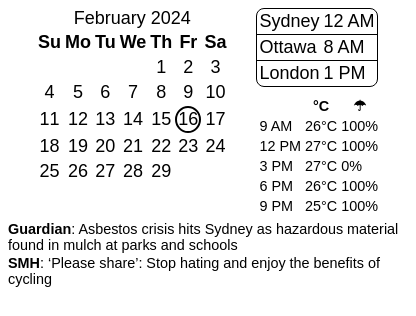 February 2024
Su Mo Tu We Th Fr Sa
1 2 3
4 5 6 7 8 9 10
11 12 13 14 15 16 17
18 19 20 21 22 23 24
25 26 27 28 29
Sydney 12 AM
Ottawa 8 AM
London 1 PM
°C ☂
9 AM 26°C 100%
12 PM 27°C 100%
3 PM 27°C 0%
6 PM 26°C 100%
9 PM 25°C 100%
Guardian: Asbestos crisis hits Sydney as hazardous material
found in mulch at parks and schools
SMH: ‘Please share’: Stop hating and enjoy the benefits of
cycling